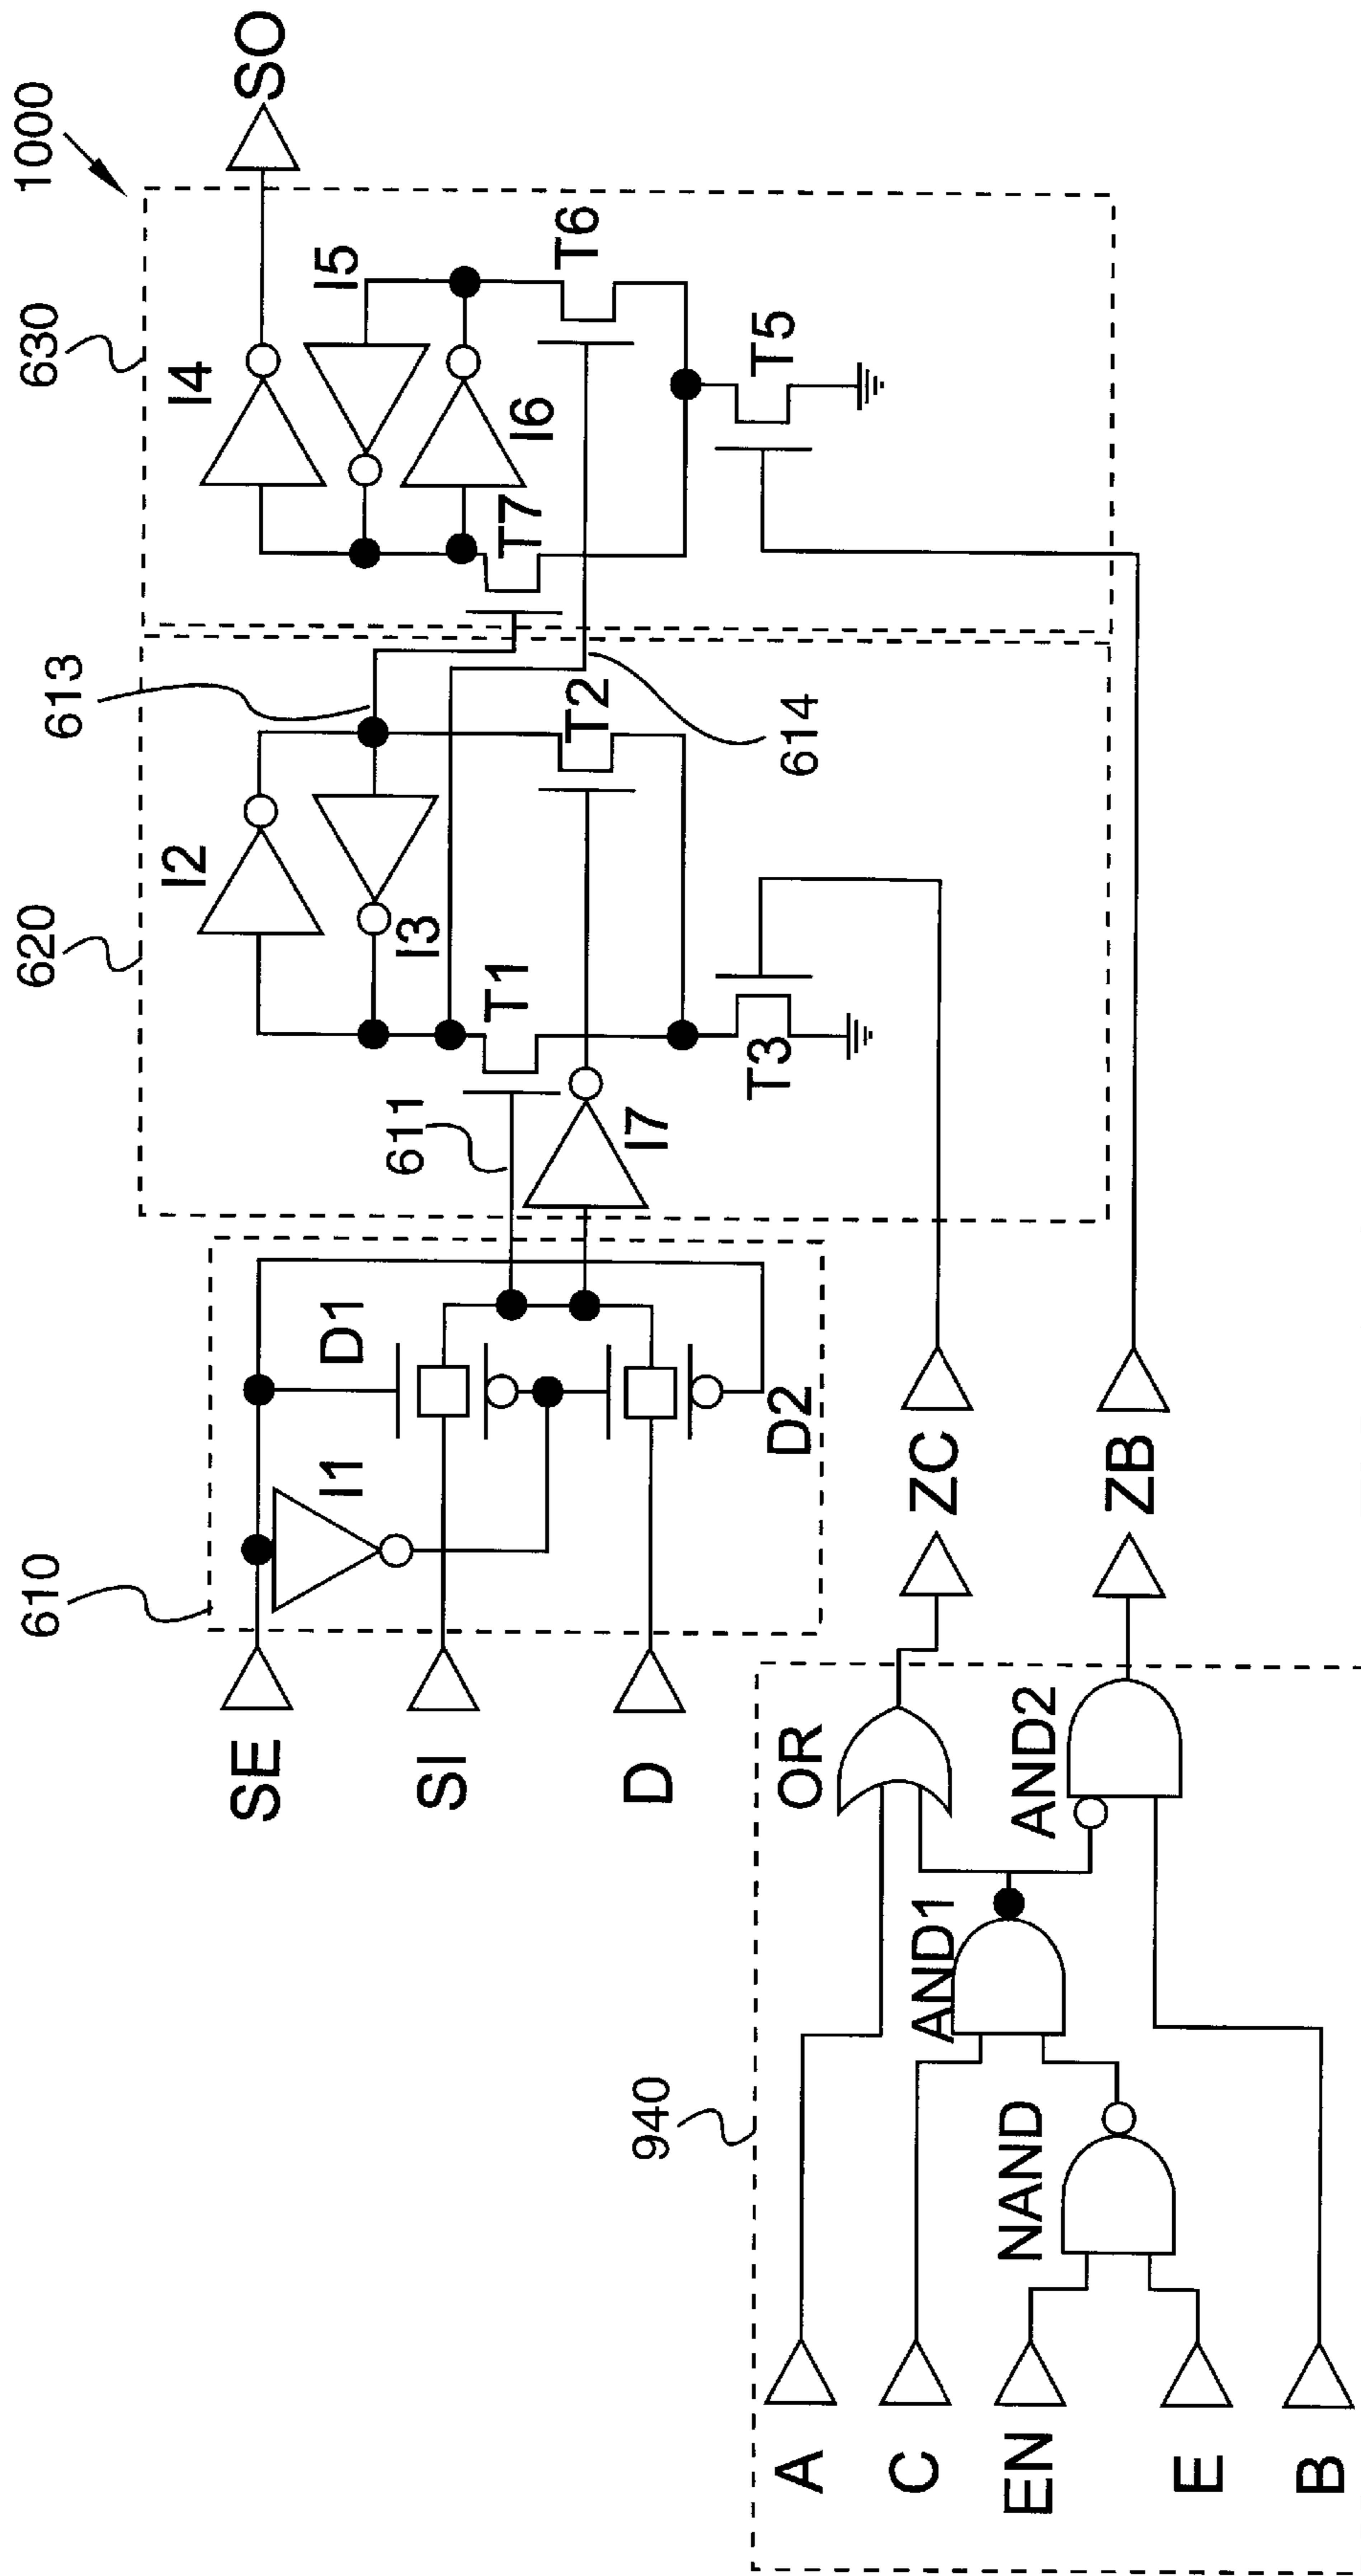 1000
630
SO
I4
I5
I6
T6
T7
T5
613
614
620
I2
I3
T1
T2
T3
611
I7
610
D1
I1
D2
SE
SI
D
ZC
ZB
OR
AND2
AND1
NAND
940
A
C
EN
E
B